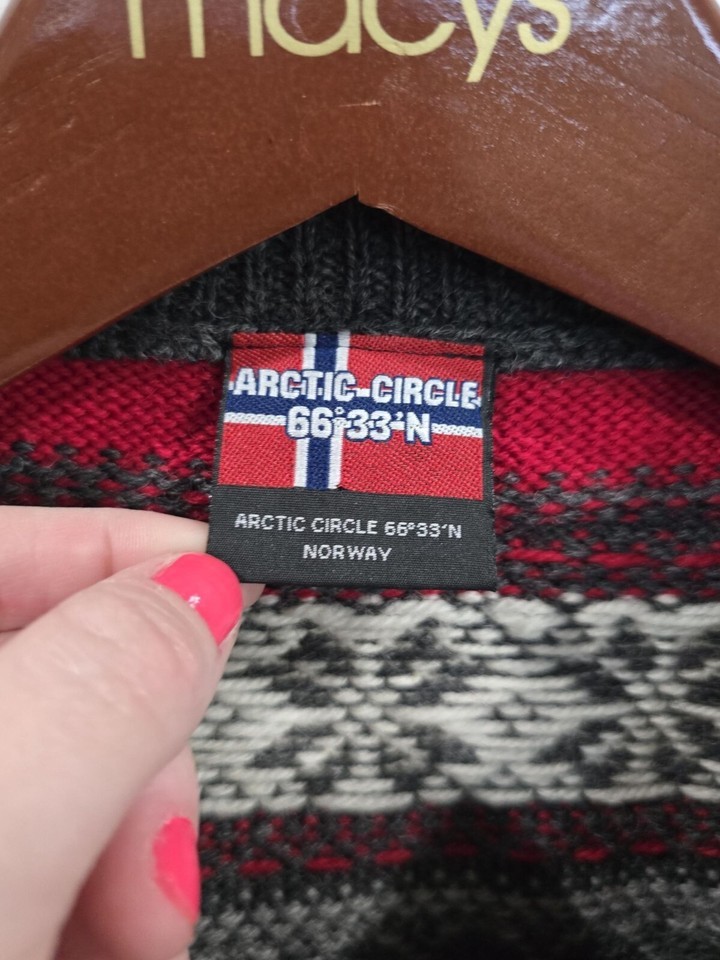 macys
ARCTIC-CIRCLE
66°33'N
ARCTIC CIRCLE 66°33'N
NORWAY